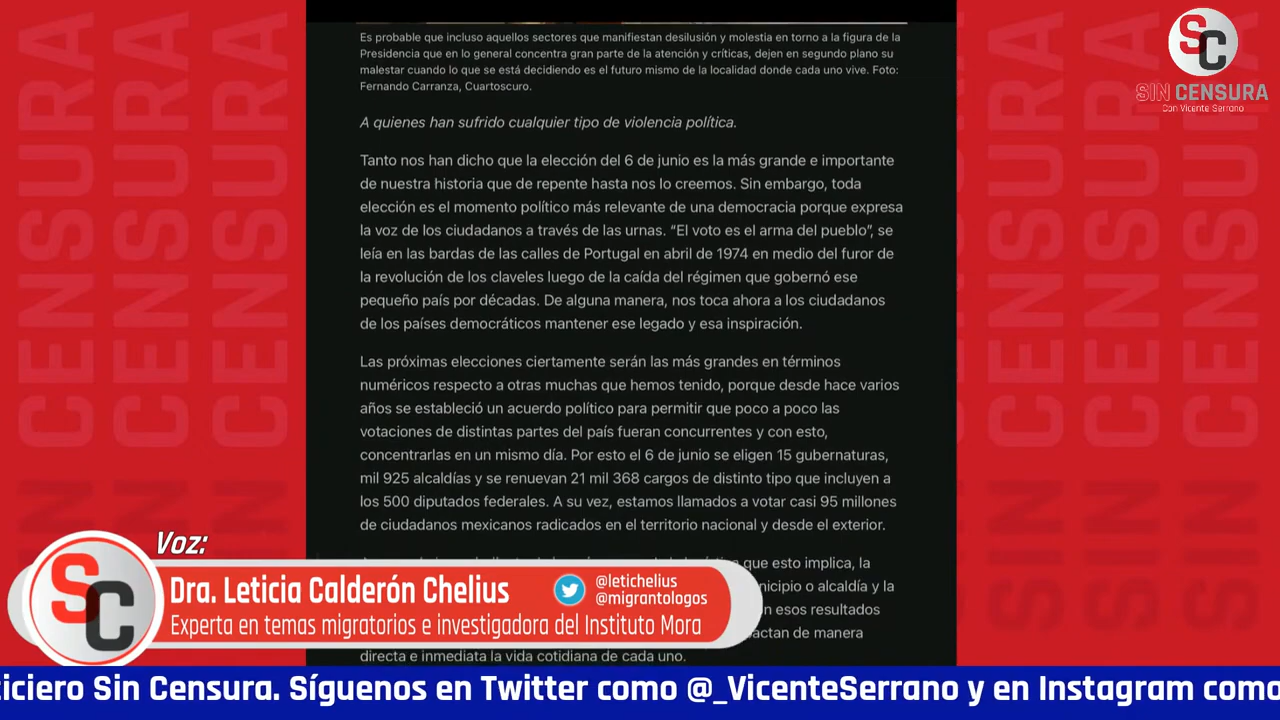 Es probable que incluso aquellos sectores que manifiestan desilusión y molestia en torno a la figura de la
Presidencia que en lo general concentra gran parte de la atención y críticas, dejen en segundo plano su
malestar cuando lo que se está decidiendo es el futuro mismo de la localidad donde cada uno vive. Foto:
Fernando Carranza, Cuartoscuro.
A quienes han sufrido cualquier tipo de violencia política.
Tanto nos han dicho que la elección del 6 de junio es la más grande e importante
de nuestra historia que de repente hasta nos lo creemos. Sin embargo, toda
elección es el momento político más relevante de una democracia porque expresa
la voz de los ciudadanos a través de las urnas. “El voto es el arma del pueblo”, se
leía en las bardas de las calles de Portugal en abril de 1974 en medio del furor de
la revolución de los claveles luego de la caída del régimen que gobernó ese
pequeño país por décadas. De alguna manera, nos toca ahora a los ciudadanos
de los países democráticos mantener ese legado y esa inspiración.
Las próximas elecciones ciertamente serán las más grandes en términos
numéricos respecto a otras muchas que hemos tenido, porque desde hace varios
años se estableció un acuerdo político para permitir que poco a poco las
votaciones de distintas partes del país fueran concurrentes y con esto,
concentrarlas en un mismo día. Por esto el 6 de junio se eligen 15 gubernaturas,
mil 925 alcaldías y se renuevan 21 mil 368 cargos de distinto tipo que incluyen a
los 500 diputados federales. A su vez, estamos llamados a votar casi 95 millones
de ciudadanos mexicanos radicados en el territorio nacional y desde el exterior.
que esto implica, la
nicipio o alcaldía y la
n esos resultados
pactan de manera
directa e inmediata la vida cotidiana de cada uno.
SC
SIN CENSURA
Con Vicente Serrano
SIN CENSURA
SIN CENSURA
SIN CENSURA
SIN CENSURA
SIN CENSURA
SIN CENSURA
Voz:
SC
Dra. Leticia Calderón Chelius
@letichelius
@migrantologos
Experta en temas migratorios e investigadora del Instituto Mora
ticiero Sin Censura. Síguenos en Twitter como @_VicenteSerrano y en Instagram como